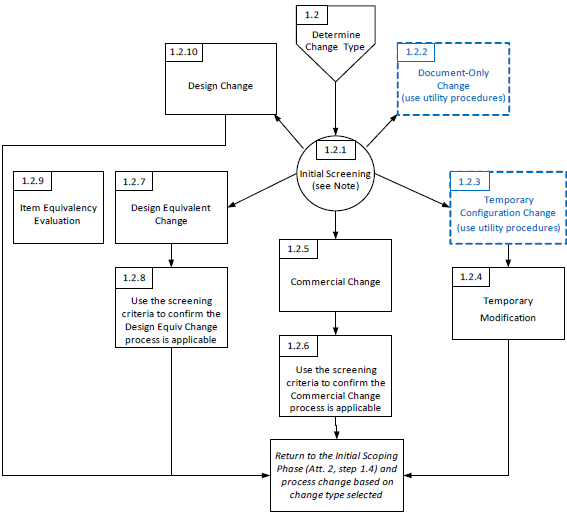 1.2
Determine
Change Type
1.2.10
Design Change
1.2.2
Document-Only
Change
(use utility procedures)
1.2.1
Initial Screening
(see Note)
1.2.9
Item Equivalency
Evaluation
1.2.7
Design Equivalent
Change
1.2.3
Temporary
Configuration Change
(use utility procedures)
1.2.5
Commercial Change
1.2.8
Use the screening
criteria to confirm the
Design Equiv Change
process is applicable
1.2.4
Temporary
Modification
1.2.6
Use the screening
criteria to confirm the
Commercial Change
process is applicable
Return to the Initial Scoping
Phase (Att. 2, step 1.4) and
process change based on
change type selected